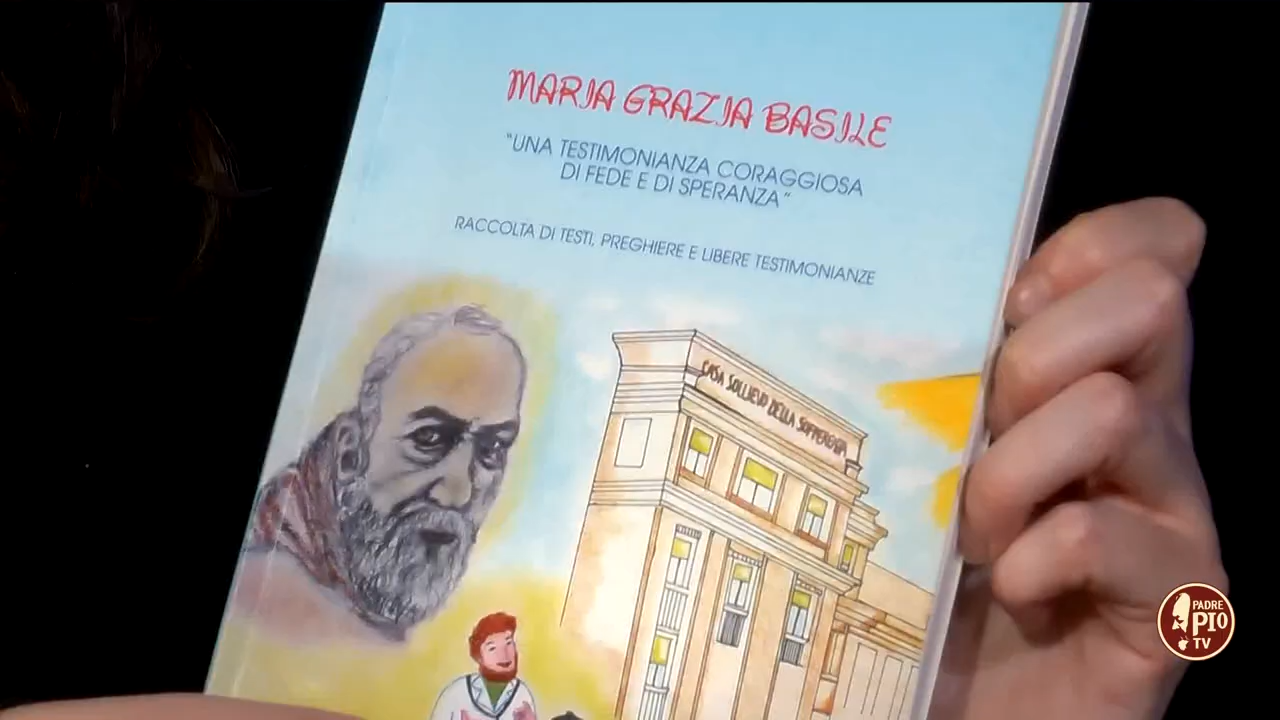 MARIA GRAZIA BASILE
"UNA TESTIMONIANZA CORAGGIOSA
DI FEDE E DI SPERANZA"
RACCOLTA DI TESTI, PREGHIERE E LIBERE TESTIMONIANZE
CASA SOLLIEVO DELLA SOFFERENZA
PADRE
PIO
TV